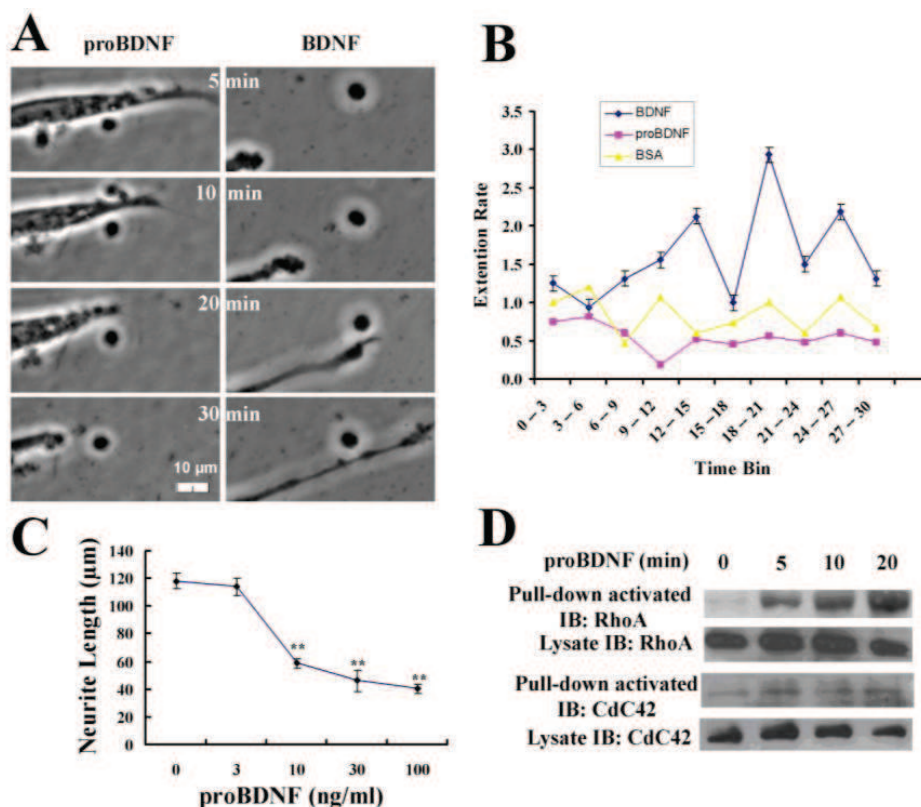 A
proBDNF BDNF
5 min
10 min
20 min
30 min
10 µm
B
3.5
3.0
2.5
2.0
1.5
1.0
0.5
0.0
Extention Rate
BDNF
proBDNF
BSA
0 – 3
3 – 6
6 – 9
9 – 12
12 – 15
15 – 18
18 – 21
21 – 24
24 – 27
27 – 30
Time Bin
C
140
120
100
80
60
40
20
0
Neurite Length (µm)
** ** **
0 3 10 30 100
proBDNF (ng/ml)
D
proBDNF (min) 0 5 10 20
Pull-down activated
IB: RhoA
Lysate IB: RhoA
Pull-down activated
IB: CdC42
Lysate IB: CdC42